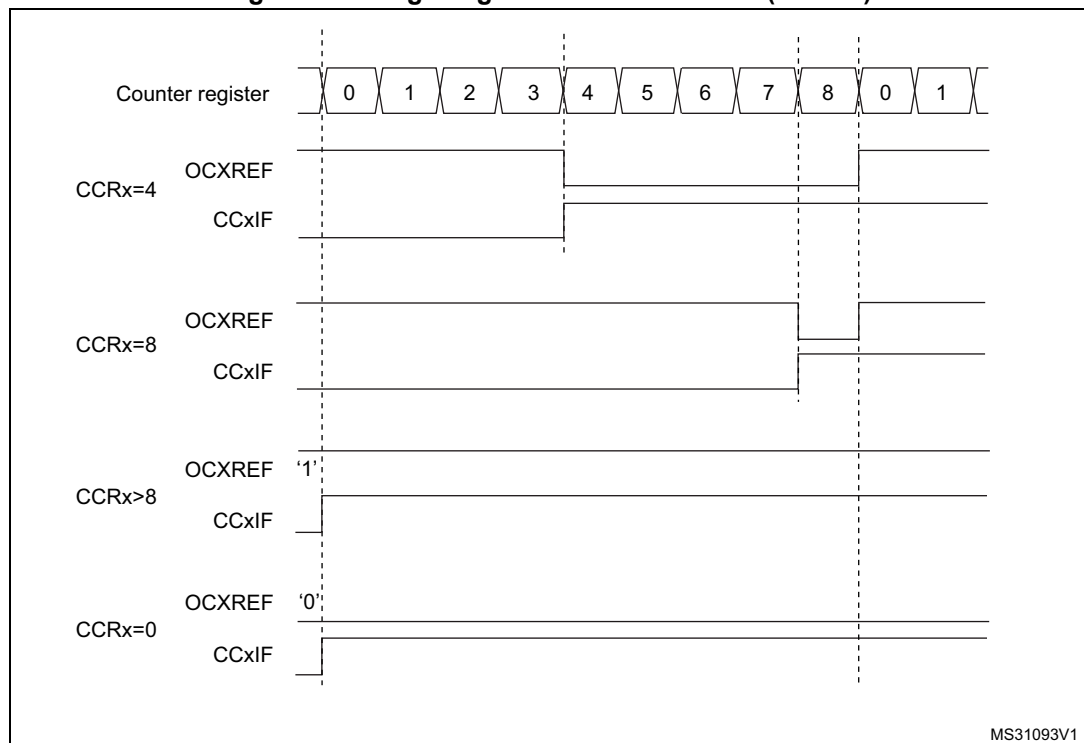 Counter register 0 1 2 3 4 5 6 7 8 0 1
OCXREF
CCRx=4
CCxIF
OCXREF
CCRx=8
CCxIF
OCXREF ‘1’
CCRx>8
CCxIF
OCXREF ‘0’
CCRx=0
CCxIF
MS31093V1